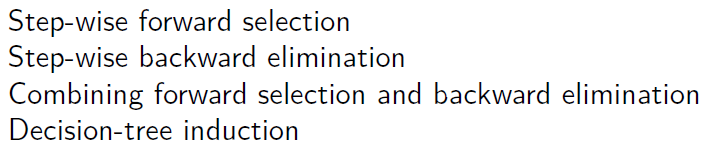 Step-wise forward selection
Step-wise backward elimination
Combining forward selection and backward elimination
Decision-tree induction